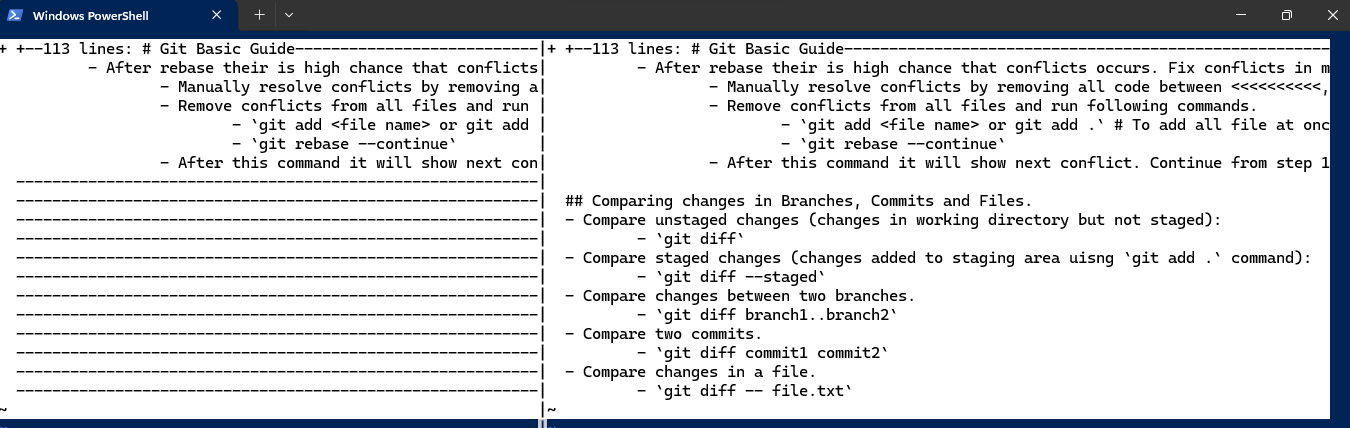 Windows PowerShell
+ +--113 lines: # Git Basic Guide---------------------------
- After rebase their is high chance that conflicts
- Manually resolve conflicts by removing a
- Remove conflicts from all files and run
- `git add <file name> or git add
- `git rebase --continue`
- After this command it will show next con
~
+ +--113 lines: # Git Basic Guide------------------------------------------------------
- After rebase their is high chance that conflicts occurs. Fix conflicts in m
- Manually resolve conflicts by removing all code between <<<<<<<<<<,
- Remove conflicts from all files and run following commands.
- `git add <file name> or git add .` # To add all file at onc
- `git rebase --continue`
- After this command it will show next conflict. Continue from step 1
## Comparing changes in Branches, Commits and Files.
- Compare unstaged changes (changes in working directory but not staged):
- `git diff`
- Compare staged changes (changes added to staging area uisng `git add .` command):
- `git diff --staged`
- Compare changes between two branches.
- `git diff branch1..branch2`
- Compare two commits.
- `git diff commit1 commit2`
- Compare changes in a file.
- `git diff -- file.txt`
~